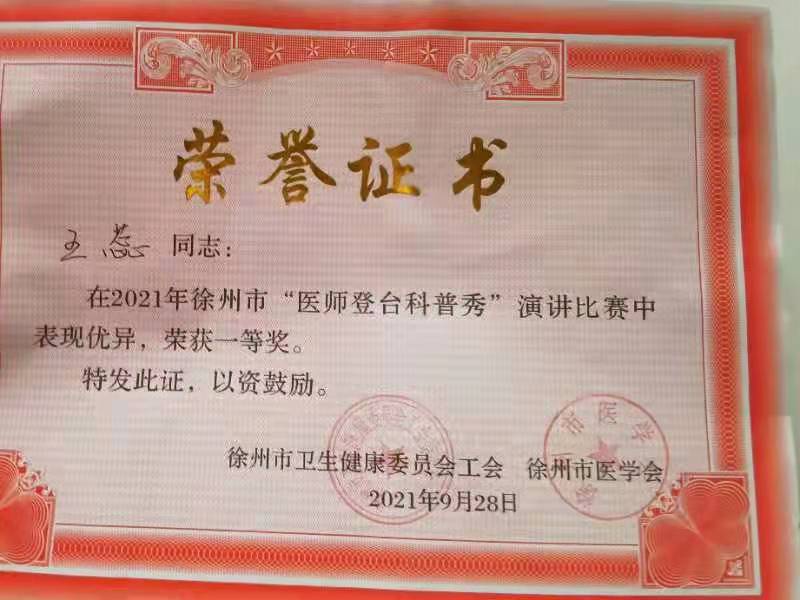 荣誉证书
王蕊 同志：
在2021年徐州市“医师登台科普秀”演讲比赛中
表现优异，荣获一等奖。
特发此证，以资鼓励。
徐州市卫生健康委员会工会 徐州市医学会
2021年9月28日